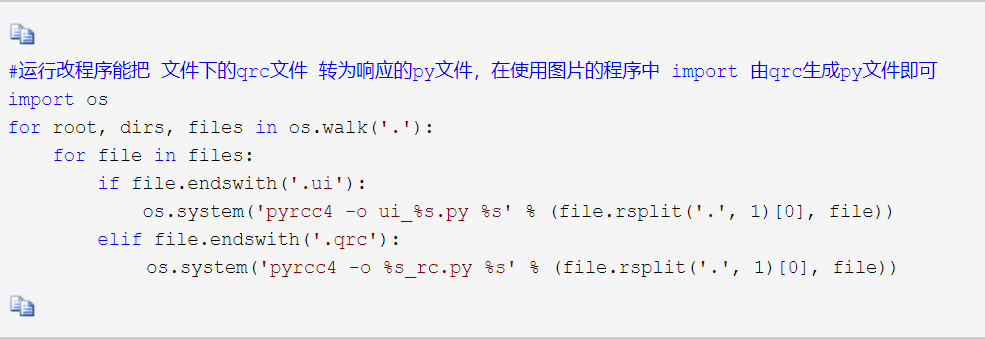 #运行改程序能把 文件下的qrc文件 转为响应的py文件，在使用图片的程序中 import 由qrc生成py文件即可
import os
for root, dirs, files in os.walk('.'):
    for file in files:
        if file.endswith('.ui'):
            os.system('pyrcc4 -o ui_%s.py %s' % (file.rsplit('.', 1)[0], file))
        elif file.endswith('.qrc'):
            os.system('pyrcc4 -o %s_rc.py %s' % (file.rsplit('.', 1)[0], file))